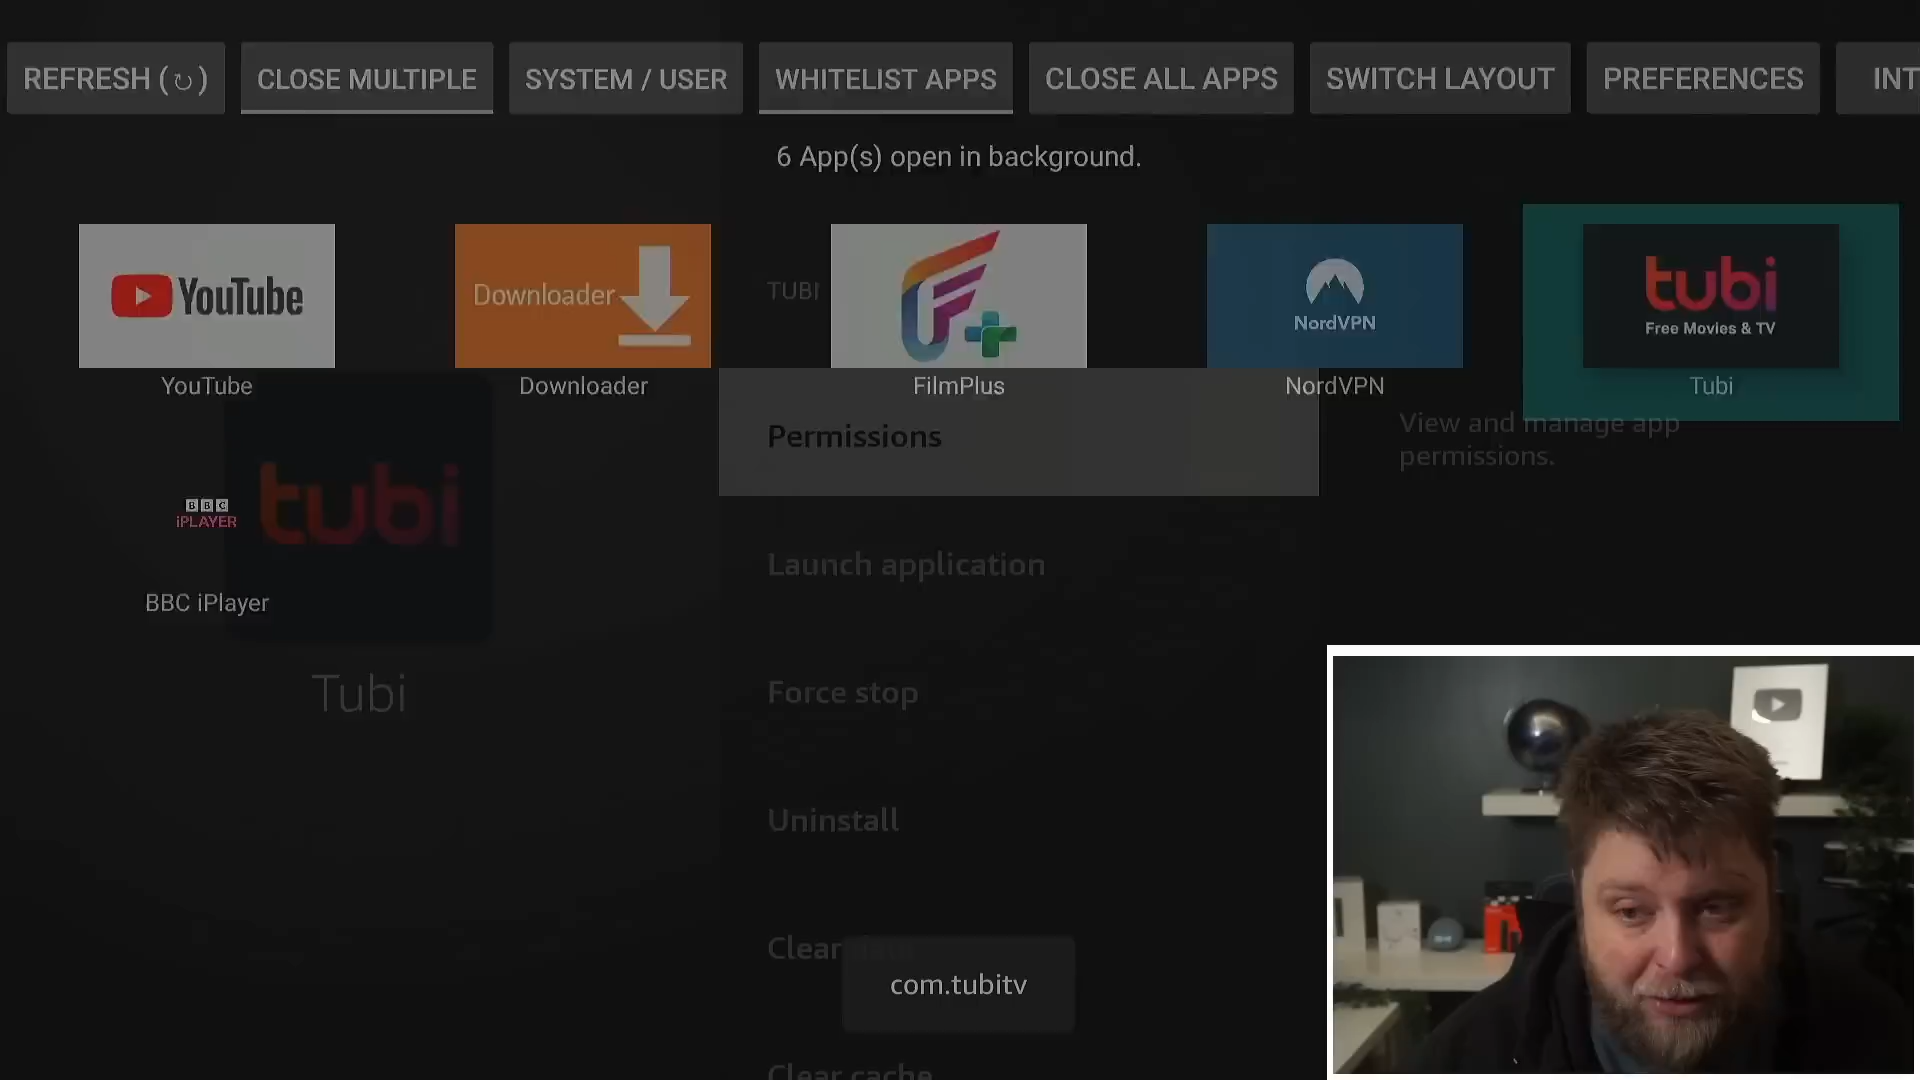 REFRESH (↻)
CLOSE MULTIPLE
SYSTEM / USER
WHITELIST APPS
CLOSE ALL APPS
SWITCH LAYOUT
PREFERENCES
INT
6 App(s) open in background.
YouTube
Downloader
TUBI
NordVPN
tubi
Free Movies & TV
YouTube
Downloader
FilmPlus
NordVPN
Tubi
Permissions
View and manage app
permissions.
BBC
iPLAYER
tubi
BBC iPlayer
Launch application
Tubi
Force stop
Uninstall
Clear data
com.tubitv
Clear cache